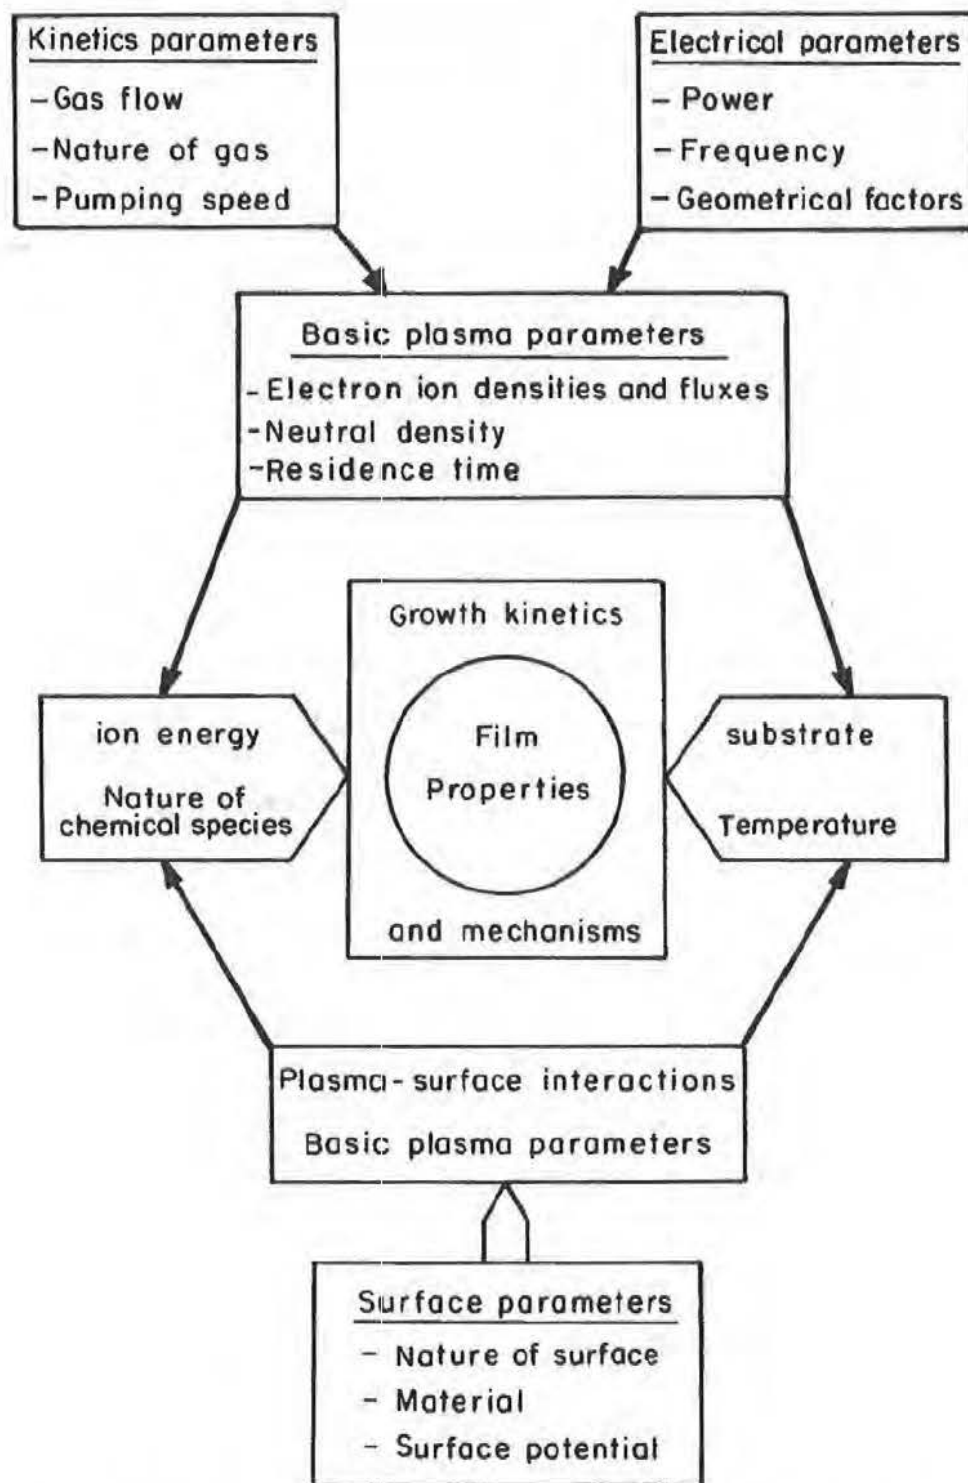 Kinetics parameters
-Gas flow
-Nature of gas
-Pumping speed
Electrical parameters
- Power
- Frequency
- Geometrical factors
Basic plasma parameters
- Electron ion densities and fluxes
-Neutral density
-Residence time
Growth kinetics
Film
Properties
and mechanisms
ion energy
Nature of
chemical species
substrate
Temperature
Plasma-surface interactions
Basic plasma parameters
Surface parameters
- Nature of surface
- Material
- Surface potential